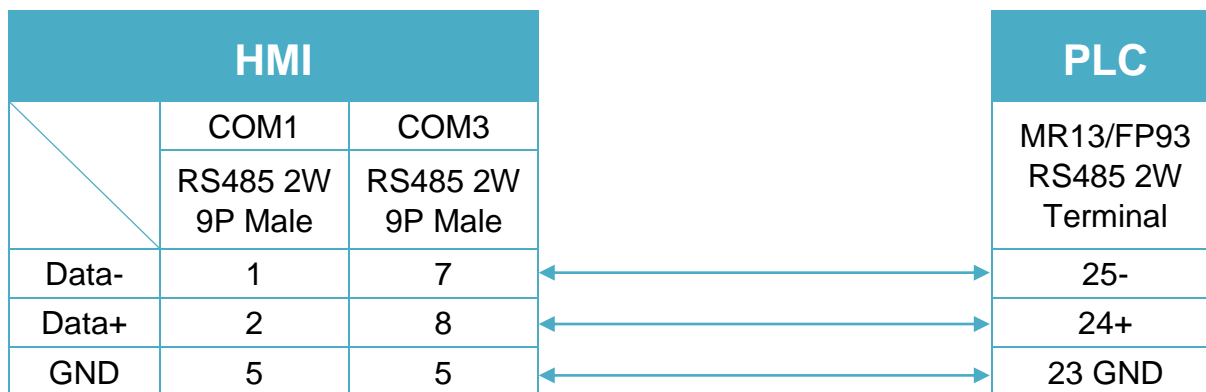 HMI
PLC
COM1 COM3
RS485 2W RS485 2W
9P Male 9P Male
MR13/FP93
RS485 2W
Terminal
Data- 1 7 25-
Data+ 2 8 24+
GND 5 5 23 GND